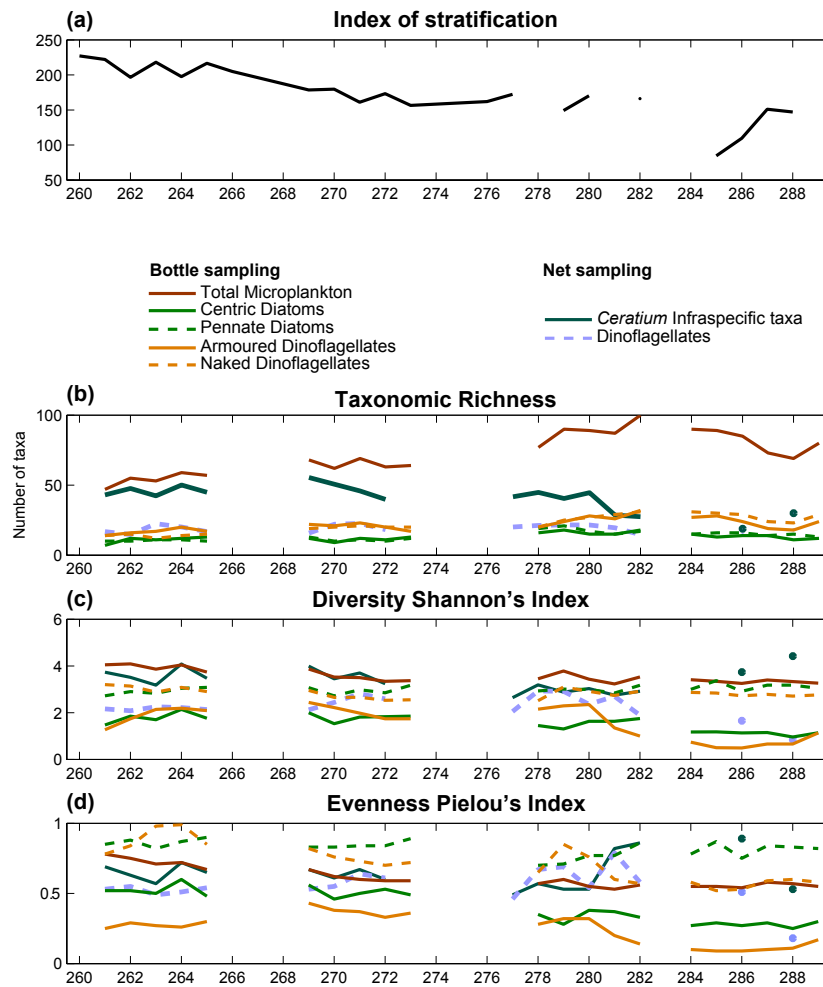 (a) Index of stratification
250
200
150
100
50
260 262 264 266 268 270 272 274 276 278 280 282 284 286 288
Bottle sampling
Total Microplankton
Centric Diatoms
Pennate Diatoms
Armoured Dinoflagellates
Naked Dinoflagellates
Net sampling
Ceratium Infraspecific taxa
Dinoflagellates
(b) Taxonomic Richness
Number of taxa
100
50
0
260 262 264 266 268 270 272 274 276 278 280 282 284 286 288
(c) Diversity Shannon's Index
6
4
2
0
260 262 264 266 268 270 272 274 276 278 280 282 284 286 288
(d) Evenness Pielou's Index
1
0.5
0
260 262 264 266 268 270 272 274 276 278 280 282 284 286 288